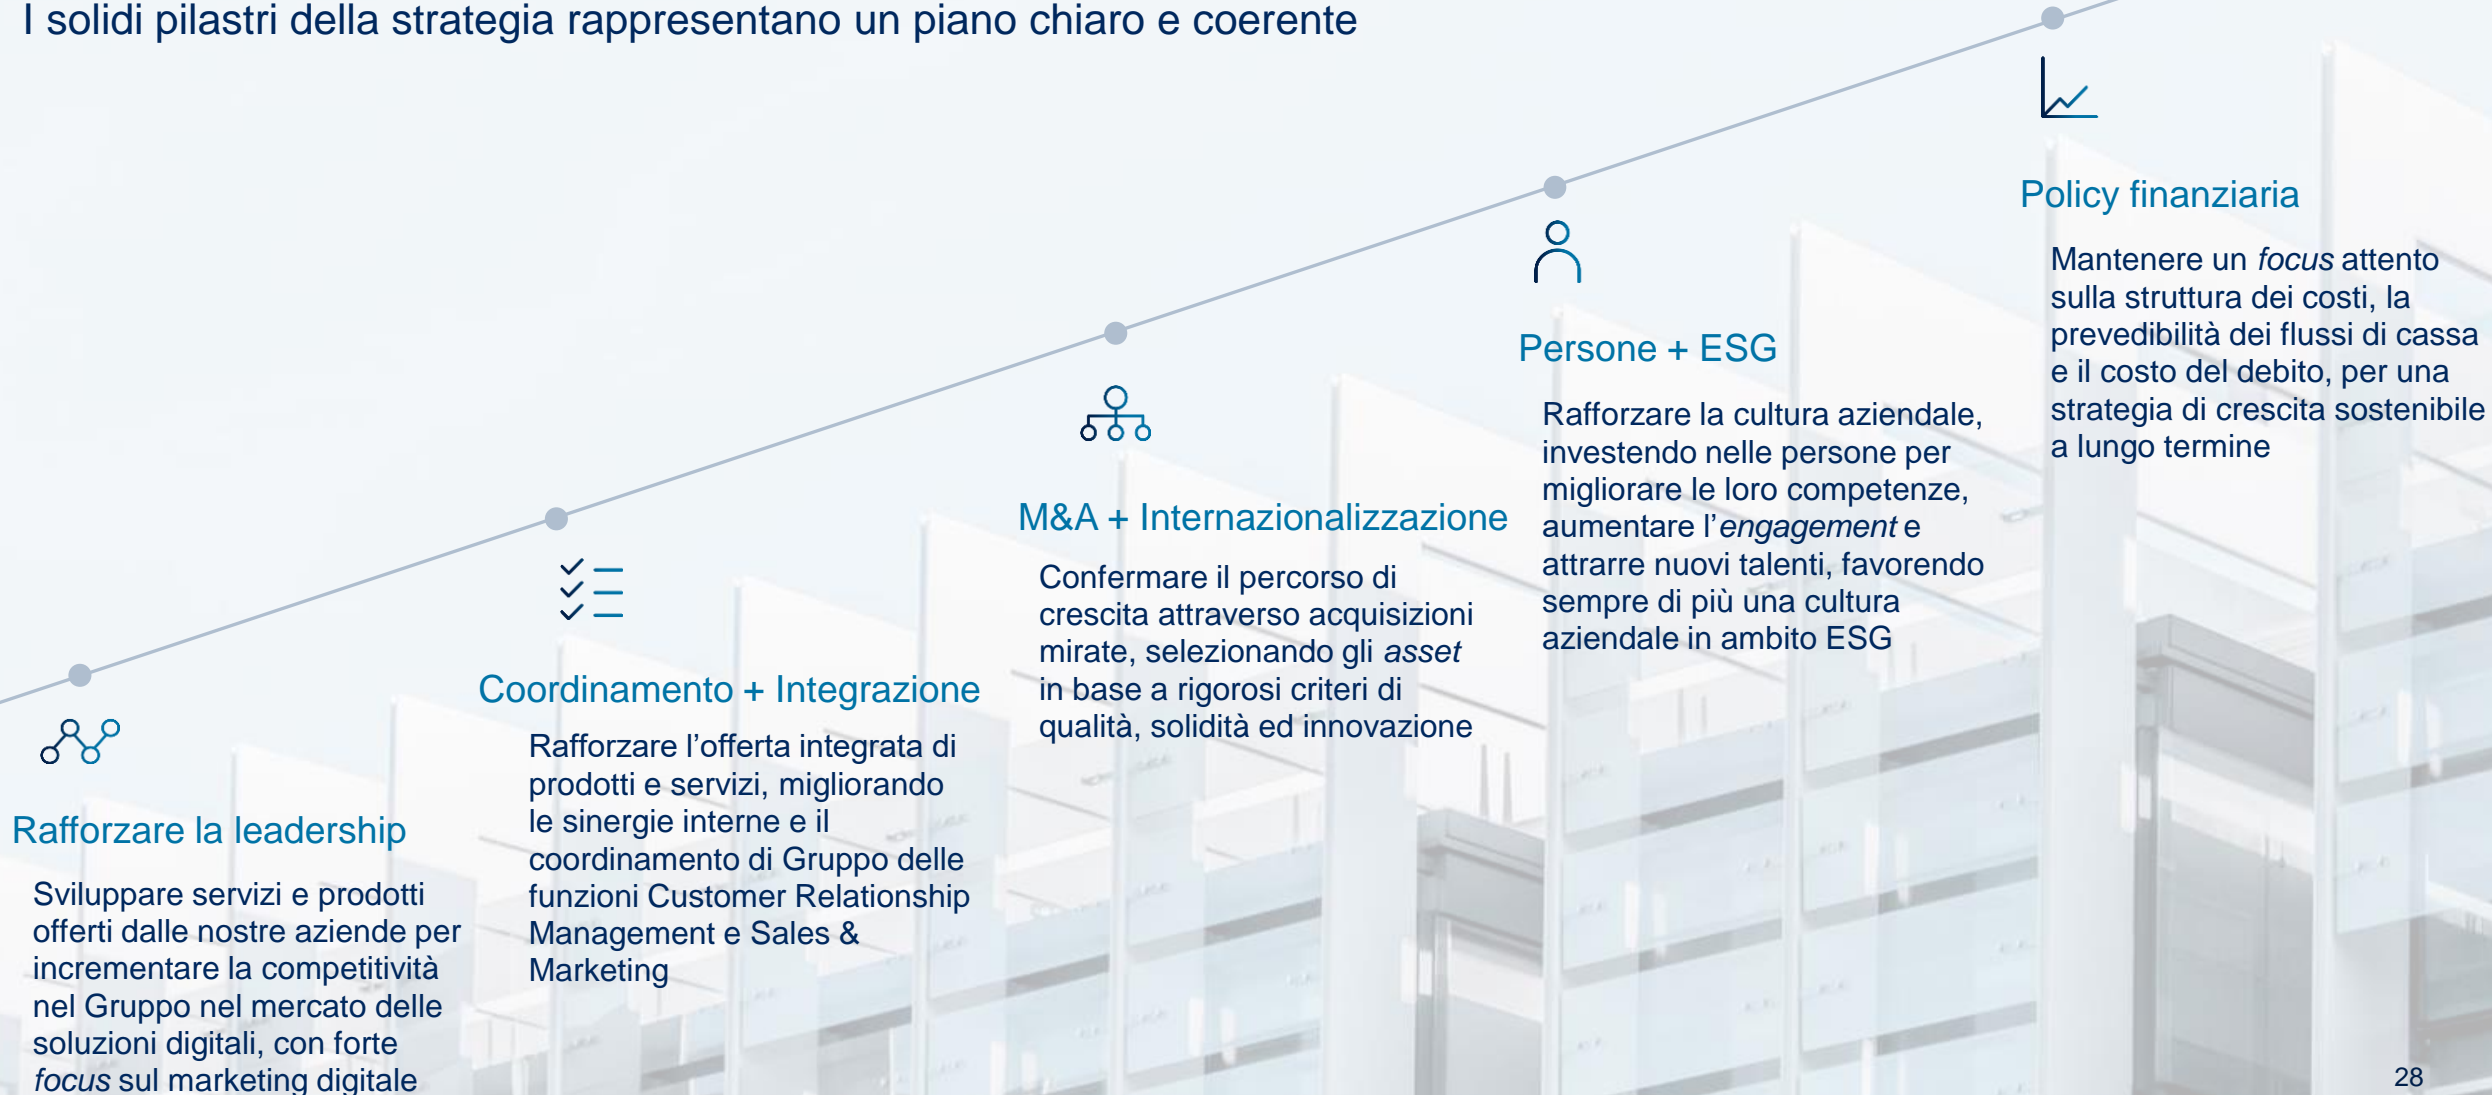 I solidi pilastri della strategia rappresentano un piano chiaro e coerente
Rafforzare la leadership
Sviluppare servizi e prodotti
offerti dalle nostre aziende per
incrementare la competitività
nel Gruppo nel mercato delle
soluzioni digitali, con forte
focus sul marketing digitale
Coordinamento + Integrazione
Rafforzare l’offerta integrata di
prodotti e servizi, migliorando
le sinergie interne e il
coordinamento di Gruppo delle
funzioni Customer Relationship
Management e Sales &
Marketing
M&A + Internazionalizzazione
Confermare il percorso di
crescita attraverso acquisizioni
mirate, selezionando gli asset
in base a rigorosi criteri di
qualità, solidità ed innovazione
Persone + ESG
Rafforzare la cultura aziendale,
investendo nelle persone per
migliorare le loro competenze,
aumentare l’engagement e
attrarre nuovi talenti, favorendo
sempre di più una cultura
aziendale in ambito ESG
Policy finanziaria
Mantenere un focus attento
sulla struttura dei costi, la
prevedibilità dei flussi di cassa
e il costo del debito, per una
strategia di crescita sostenibile
a lungo termine
28